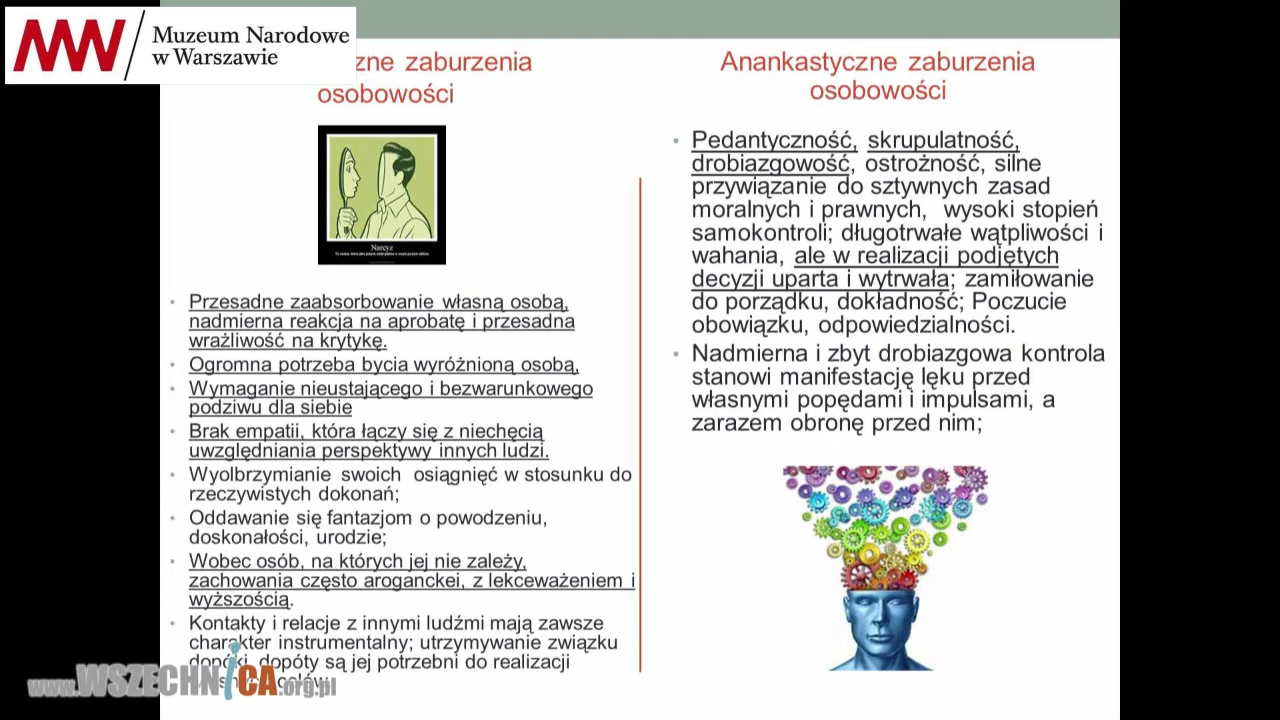 Muzeum Narodowe
w Warszawie
zne zaburzenia
osobowości
Narcyz
• Przesadne zaabsorbowanie własną osobą,
nadmierna reakcja na aprobatę i przesadna
wrażliwość na krytykę.
• Ogromna potrzeba bycia wyróżnioną osobą,
• Wymaganie nieustającego i bezwarunkowego
podziwu dla siebie
• Brak empatii, która łączy się z niechęcią
uwzględniania perspektywy innych ludzi.
• Wyolbrzymianie swoich osiągnięć w stosunku do
rzeczywistych dokonań;
• Oddawanie się fantazjom o powodzeniu,
doskonałości, urodzie;
• Wobec osób, na których jej nie zależy,
zachowania często aroganckei, z lekceważeniem i
wyższością.
• Kontakty i relacje z innymi ludźmi mają zawsze
charakter instrumentalny; utrzymywanie związku
dopóki, dopóty są jej potrzebni do realizacji
www.WSZECHNICA.org.pl
Anankastyczne zaburzenia
osobowości
• Pedantyczność, skrupulatność,
drobiazgowość, ostrożność, silne
przywiązanie do sztywnych zasad
moralnych i prawnych, wysoki stopień
samokontroli; długotrwałe wątpliwości i
wahania, ale w realizacji podjętych
decyzji uparta i wytrwała; zamiłowanie
do porządku, dokładność; Poczucie
obowiązku, odpowiedzialności.
• Nadmierna i zbyt drobiazgowa kontrola
stanowi manifestację lęku przed
własnymi popędami i impulsami, a
zarazem obronę przed nim;